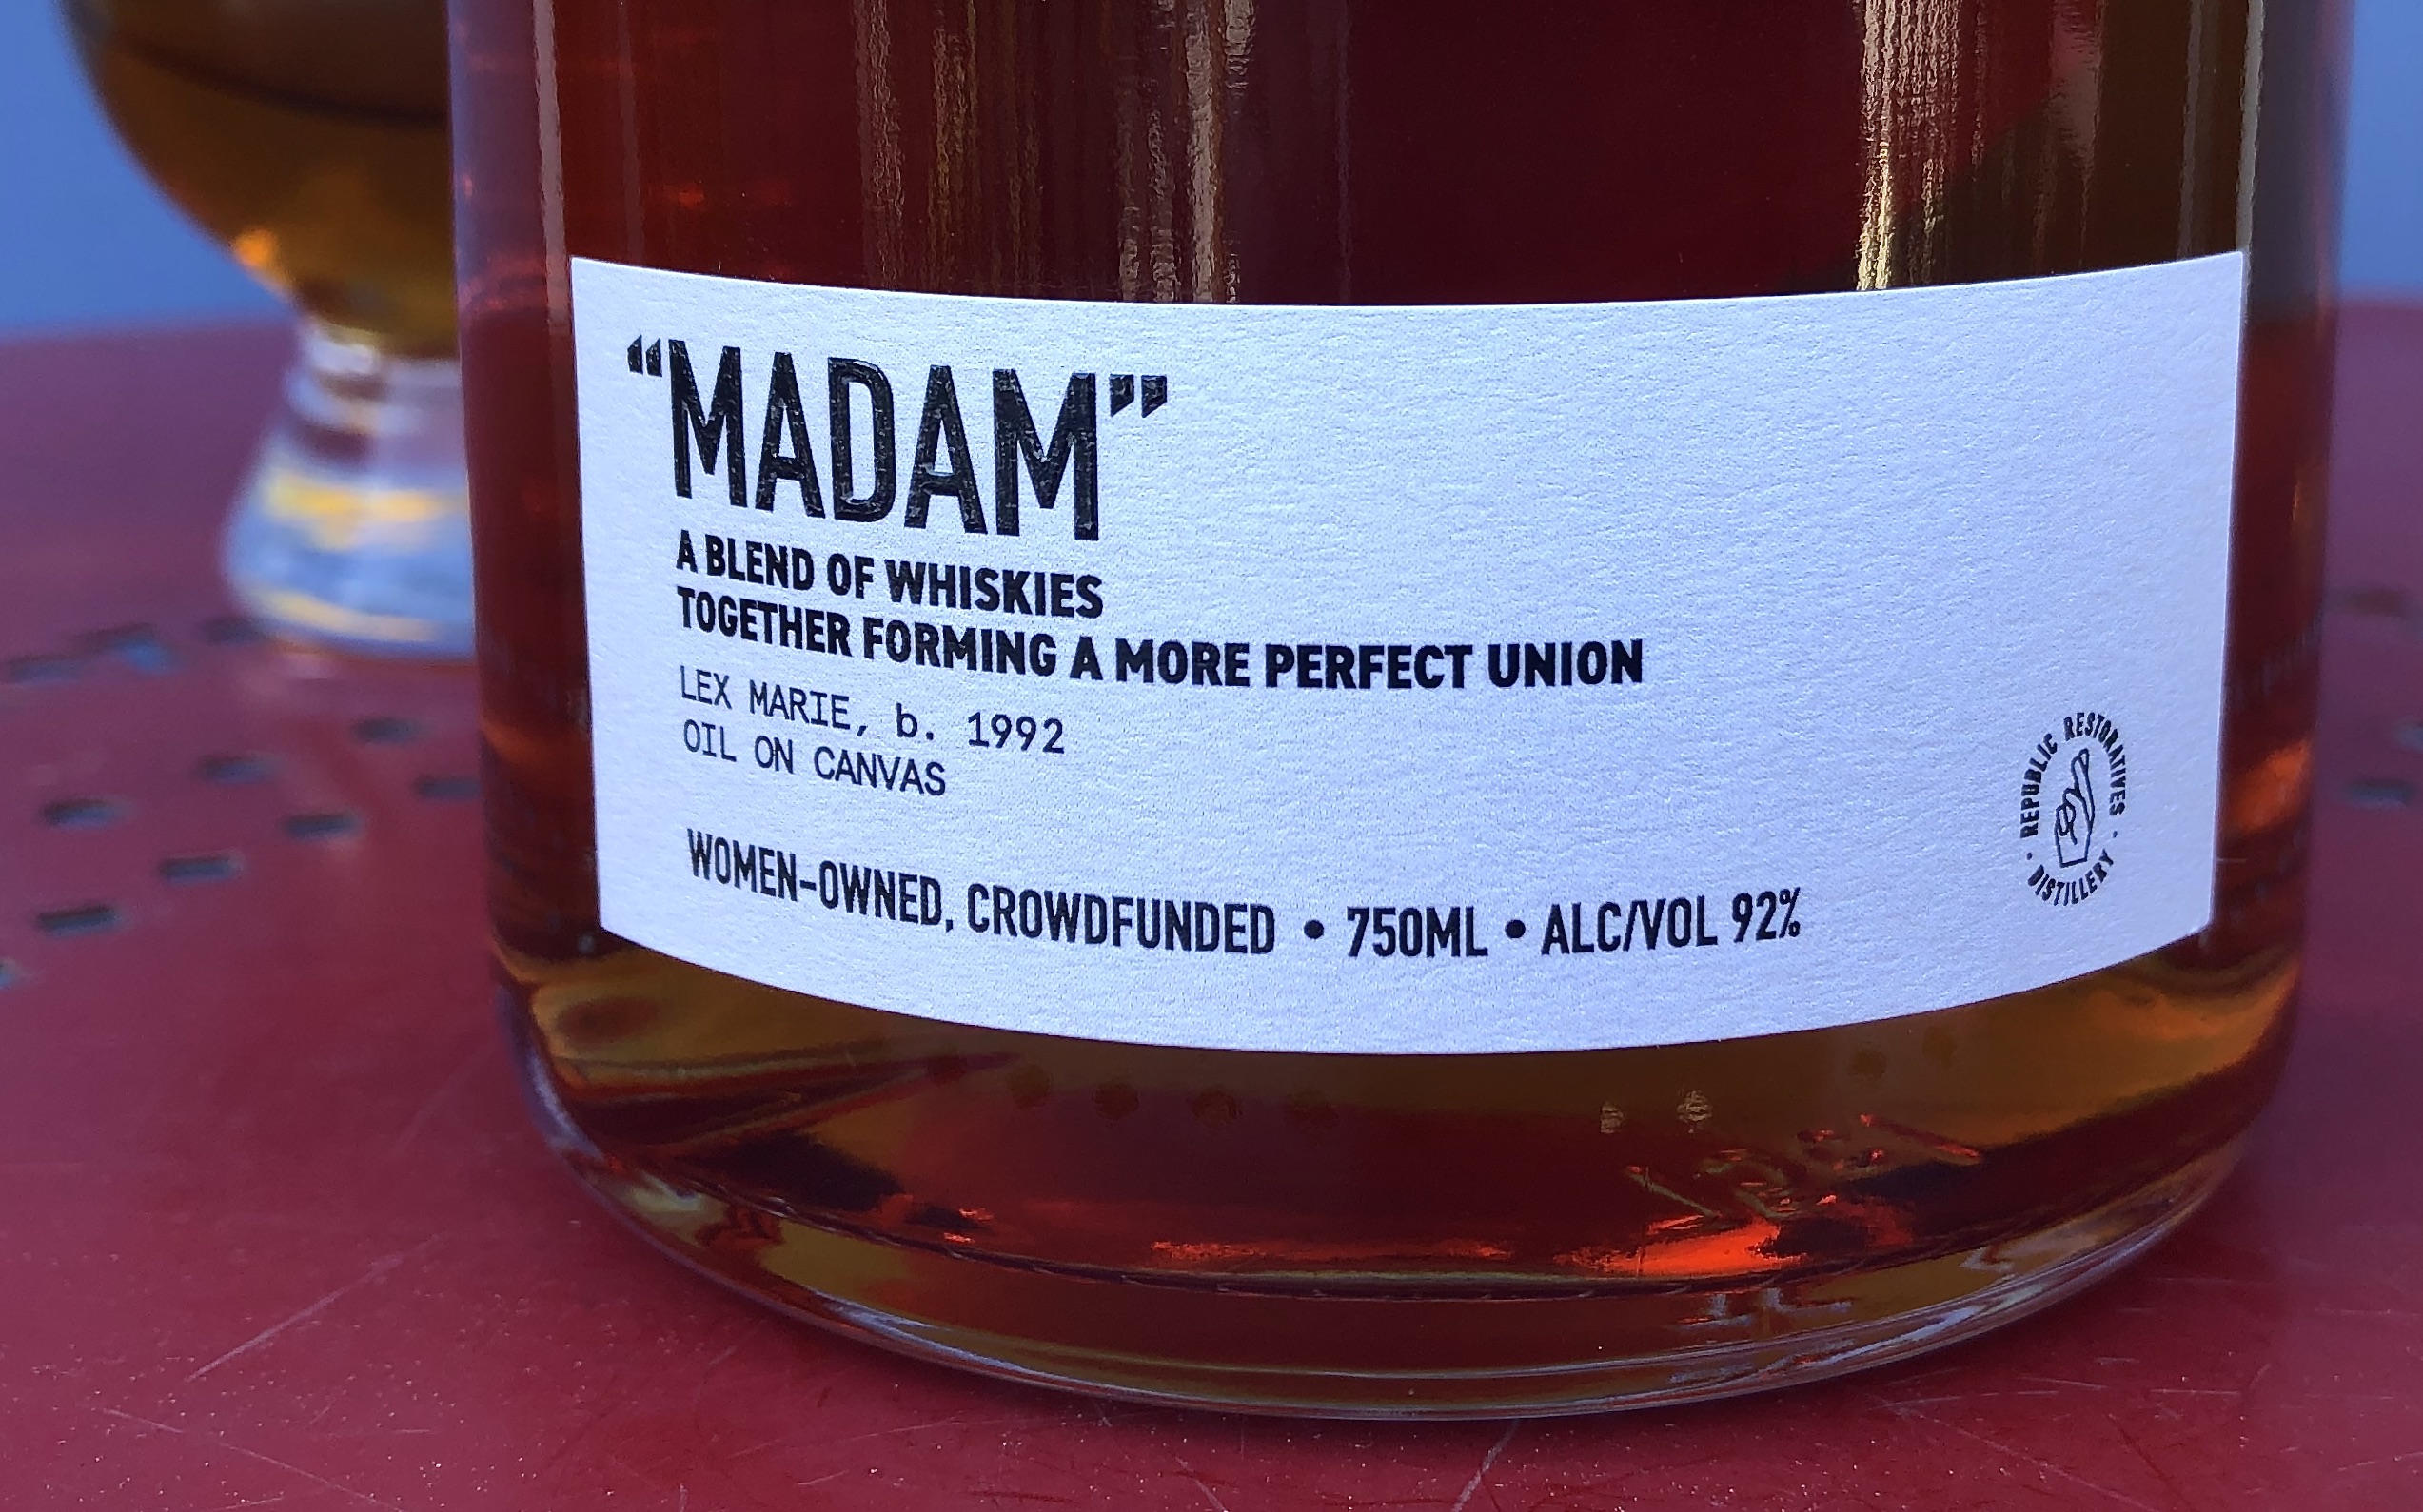 “MADAM”
A BLEND OF WHISKIES
TOGETHER FORMING A MORE PERFECT UNION
LEX MARIE, b. 1992
OIL ON CANVAS
WOMEN-OWNED, CROWDFUNDED • 750ML • ALC/VOL 92%
REPUBLIC RESTORATIVES • DISTILLERY •